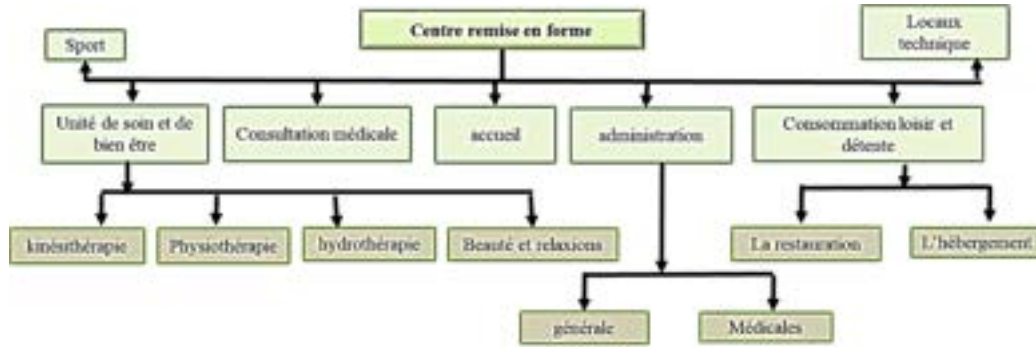 Centre remise en forme
Sport
Locaux
technique
Unité de soin et de
bien être
Consultation médicale
accueil
administration
Consommation loisir et
détente
kinésithérapie
Physiothérapie
hydrothérapie
Beauté et relaxions
La restauration
L'hébergement
générale
Médicales